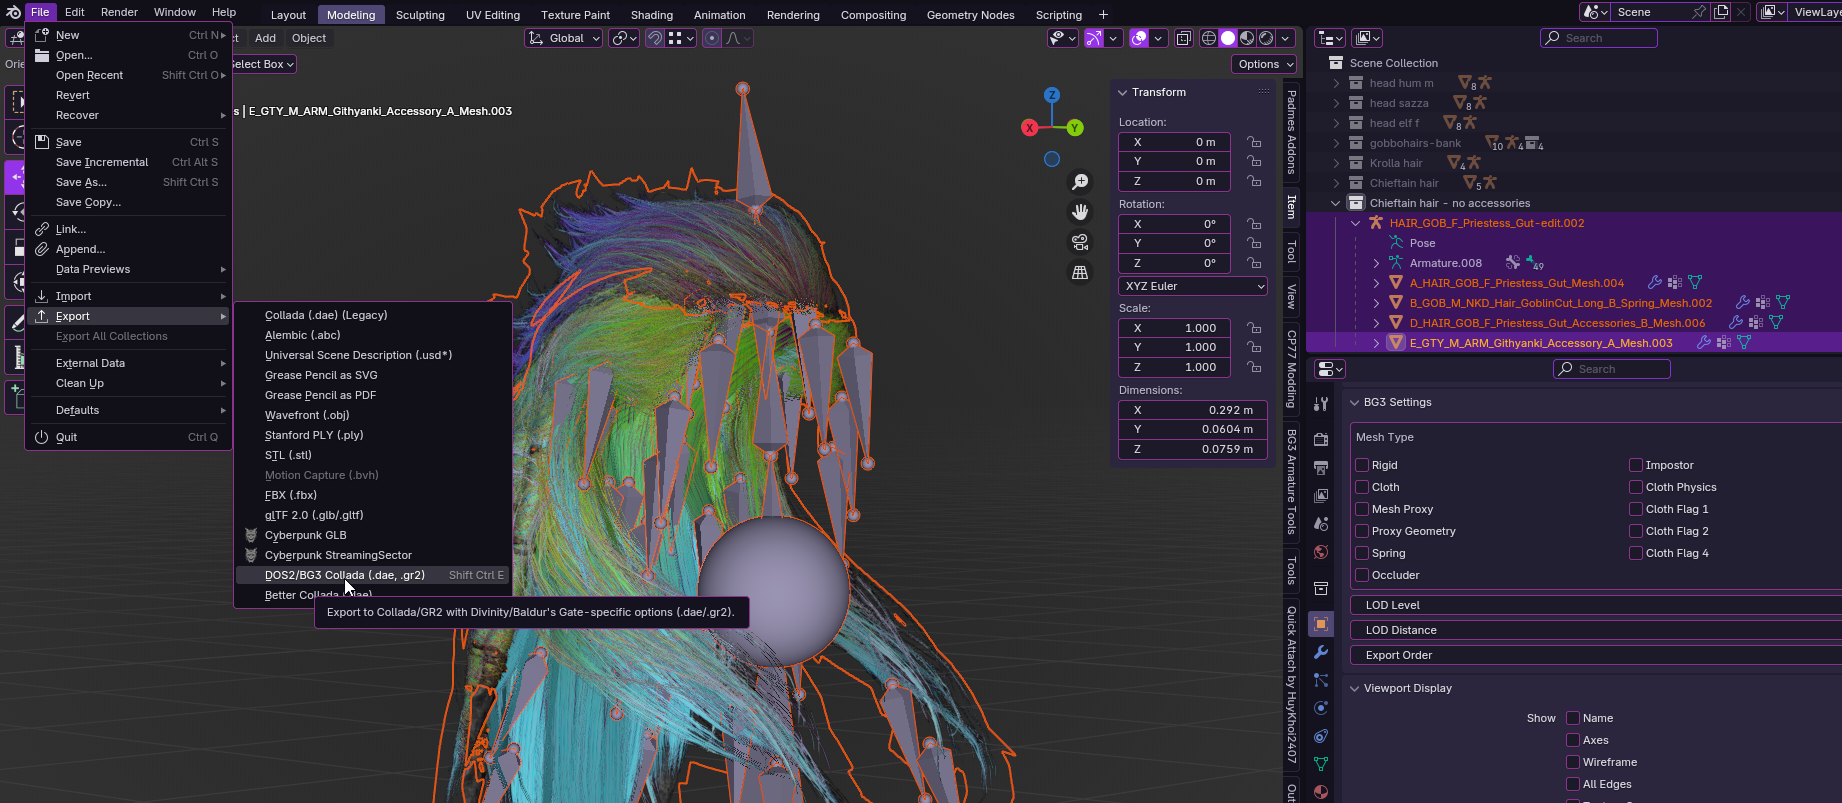 File Edit Render Window Help Layout Modeling Sculpting UV Editing Texture Paint Shading Animation Rendering Compositing Geometry Nodes Scripting + Scene ViewLaye
New Ctrl N
Open... Ctrl O
Open Recent Shift Ctrl O
Revert
Recover
Save Ctrl S
Save Incremental Ctrl Alt S
Save As... Shift Ctrl S
Save Copy...
Link...
Append...
Data Previews
Import
Export
Export All Collections
External Data
Clean Up
Defaults
Quit Ctrl Q
Collada (.dae) (Legacy)
Alembic (.abc)
Universal Scene Description (.usd*)
Grease Pencil as SVG
Grease Pencil as PDF
Wavefront (.obj)
Stanford PLY (.ply)
STL (.stl)
Motion Capture (.bvh)
FBX (.fbx)
glTF 2.0 (.glb/.gltf)
Cyberpunk GLB
Cyberpunk StreamingSector
DOS2/BG3 Collada (.dae, .gr2) Shift Ctrl E
Better Collada (.dae)
Export to Collada/GR2 with Divinity/Baldur's Gate-specific options (.dae/.gr2).
ct Add Object Global
Orie
Select Box Options
s | E_GTY_M_ARM_Githyanki_Accessory_A_Mesh.003
X Y Z
Transform
Location:
X 0 m
Y 0 m
Z 0 m
Rotation:
X 0°
Y 0°
Z 0°
XYZ Euler
Scale:
X 1.000
Y 1.000
Z 1.000
Dimensions:
X 0.292 m
Y 0.0604 m
Z 0.0759 m
Padmes Addons
Item
Tool
View
CP77 Modding
BG3 Armature Tools
Tools
Quick Attach by HuyKhoi2407
Out
Search
Scene Collection
head hum m 8
head sazza 8
head elf f 8
gobbohairs-bank 10 4 4
Krolla hair 4
Chieftain hair 5
Chieftain hair - no accessories
HAIR_GOB_F_Priestess_Gut-edit.002
Pose
Armature.008 49
A_HAIR_GOB_F_Priestess_Gut_Mesh.004
B_GOB_M_NKD_Hair_GoblinCut_Long_B_Spring_Mesh.002
D_HAIR_GOB_F_Priestess_Gut_Accessories_B_Mesh.006
E_GTY_M_ARM_Githyanki_Accessory_A_Mesh.003
Search
BG3 Settings
Mesh Type
Rigid Impostor
Cloth Cloth Physics
Mesh Proxy Cloth Flag 1
Proxy Geometry Cloth Flag 2
Spring Cloth Flag 4
Occluder
LOD Level
LOD Distance
Export Order
Viewport Display
Show Name
Axes
Wireframe
All Edges